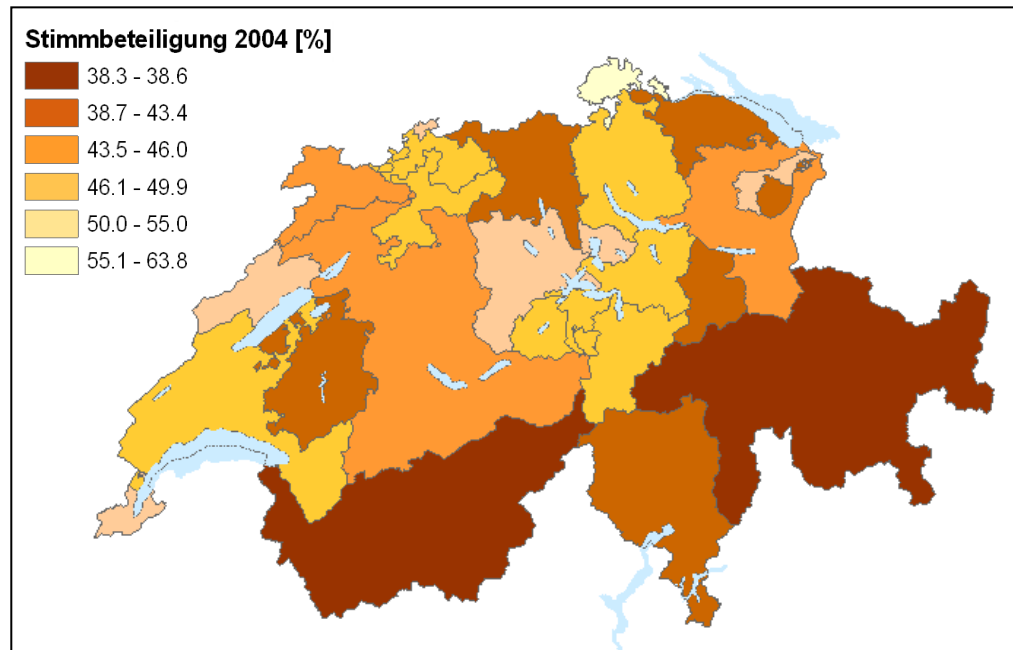 Stimmbeteiligung 2004 [%]
38.3 - 38.6
38.7 - 43.4
43.5 - 46.0
46.1 - 49.9
50.0 - 55.0
55.1 - 63.8